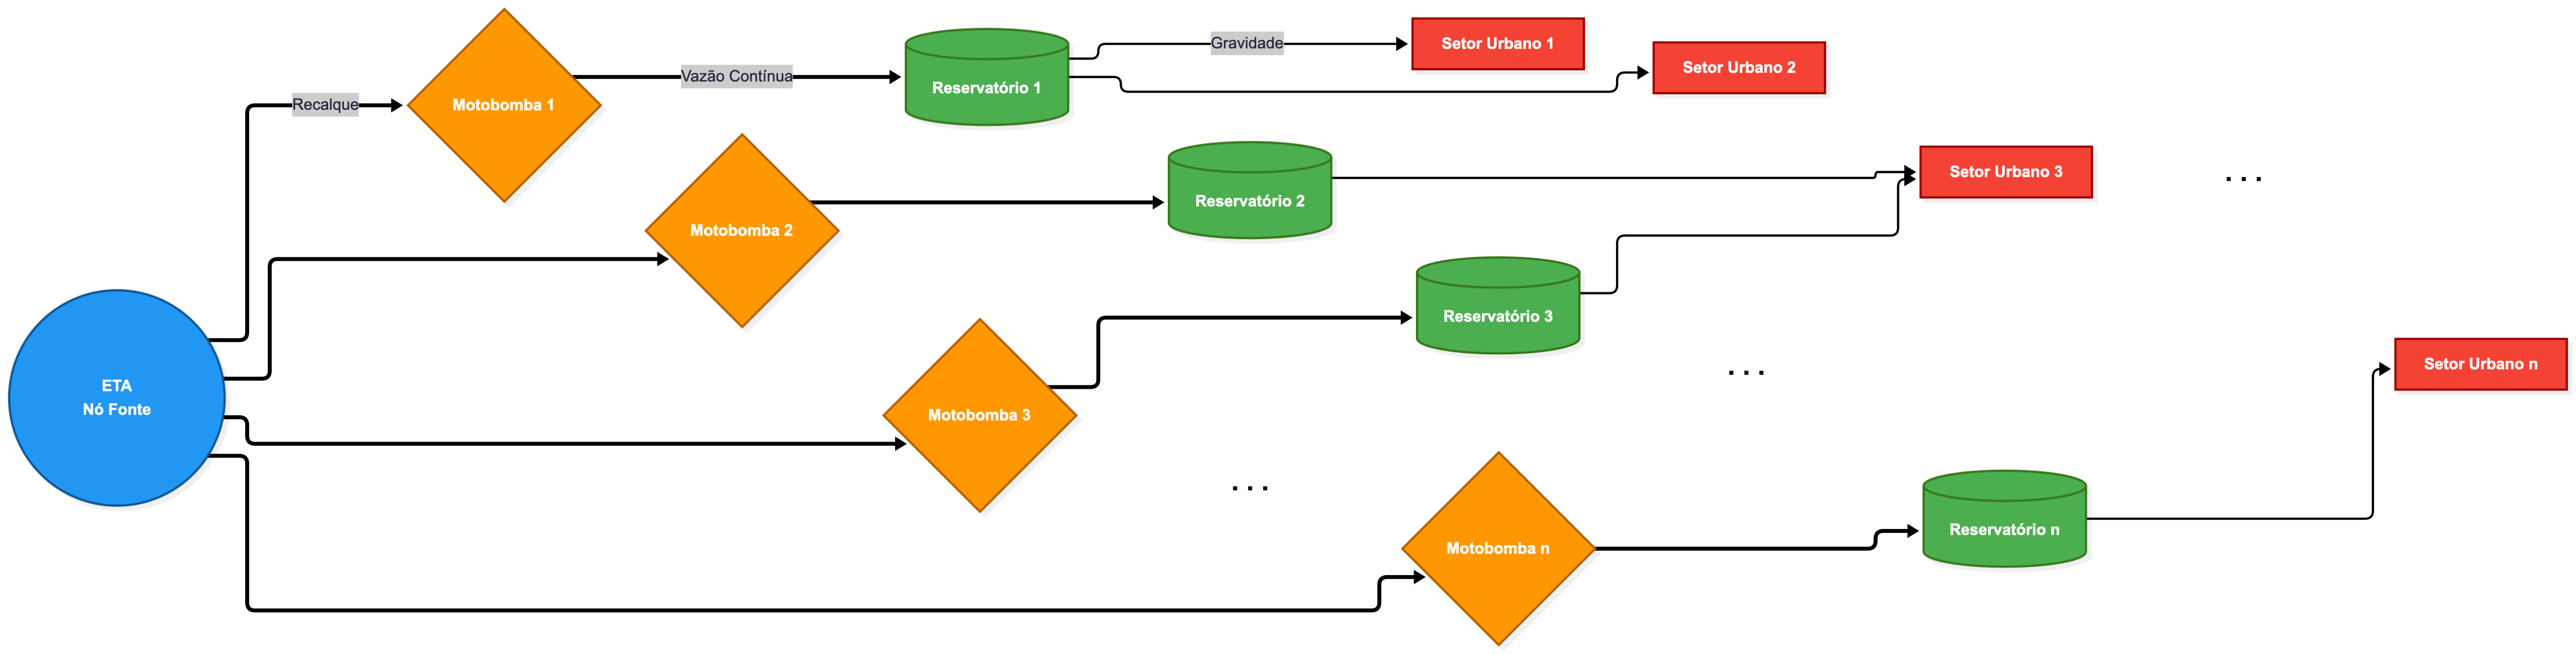 Recalque
Motobomba 1
Vazão Contínua
Reservatório 1
Gravidade
Setor Urbano 1
Setor Urbano 2
Motobomba 2
Reservatório 2
Setor Urbano 3
. . .
ETA
Nó Fonte
Motobomba 3
Reservatório 3
. . .
Setor Urbano n
. . .
Motobomba n
Reservatório n